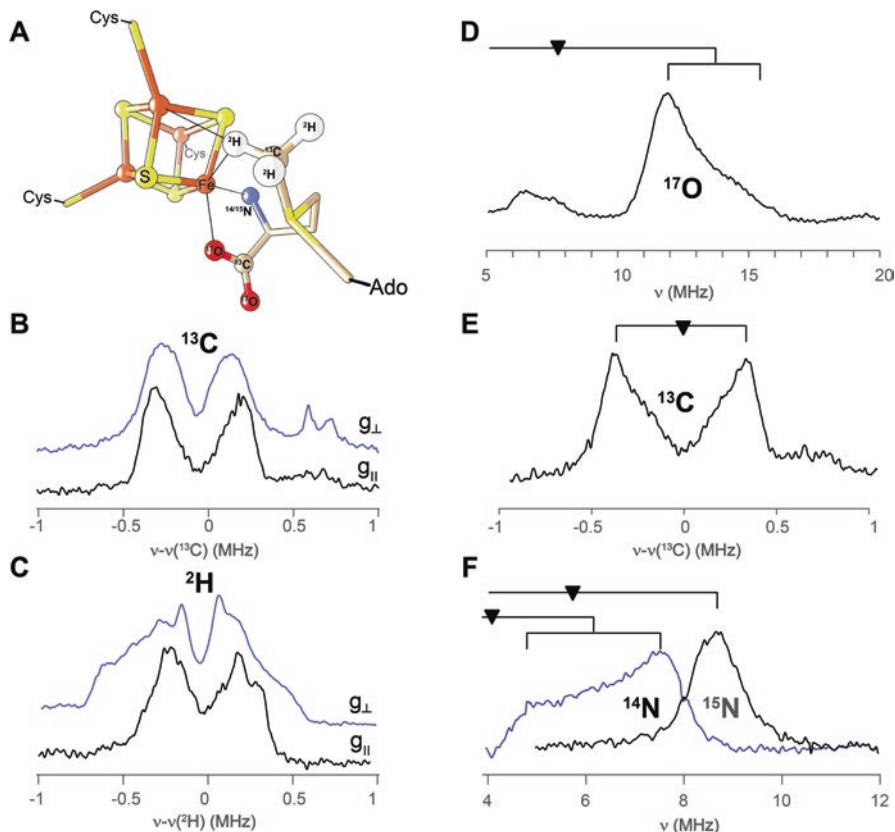 A
Cys
²H
¹³C
²H
²H
Cys
S
Fe
Cys
¹⁴/¹⁵N
¹⁷O
¹³C
¹⁷O
Ado
B
¹³C
g⊥
g||
-1 -0.5 0 0.5 1
ν-ν(¹³C) (MHz)
C
²H
g⊥
g||
-1 -0.5 0 0.5 1
ν-ν(²H) (MHz)
D
¹⁷O
5 10 15 20
ν (MHz)
E
¹³C
-1 -0.5 0 0.5 1
ν-ν(¹³C) (MHz)
F
¹⁴N ¹⁵N
4 6 8 10 12
ν (MHz)